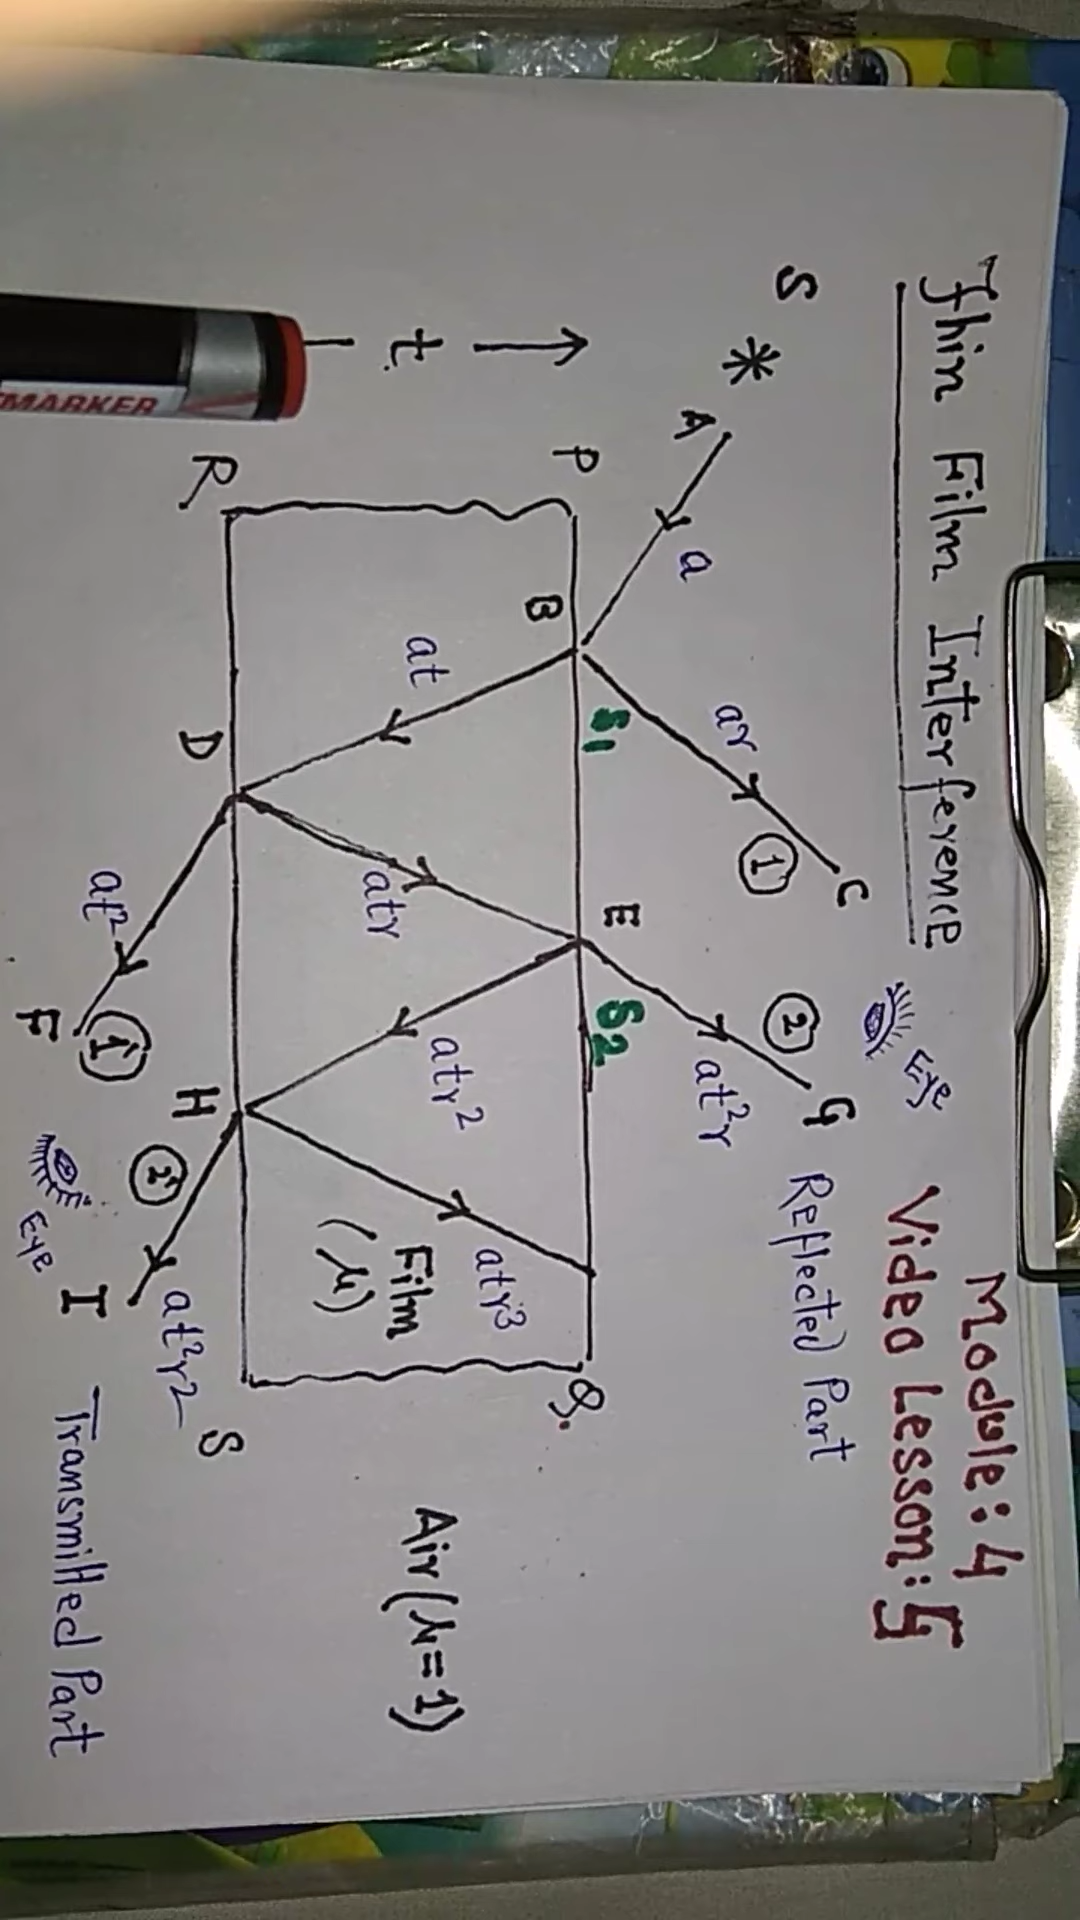 Thin Film Interference
Module: 4
Video Lesson: 5
S
A
a
ar
1
C
Eye
2
G
at²r
Reflected Part
t
P
B
S₁
E
S₂
Q.
at
atr
atr²
atr³
Film
(μ)
Air (μ=1)
R
D
H
S
at²
F
1
2
at²r²
I
Eye
Transmitted Part
MARKER